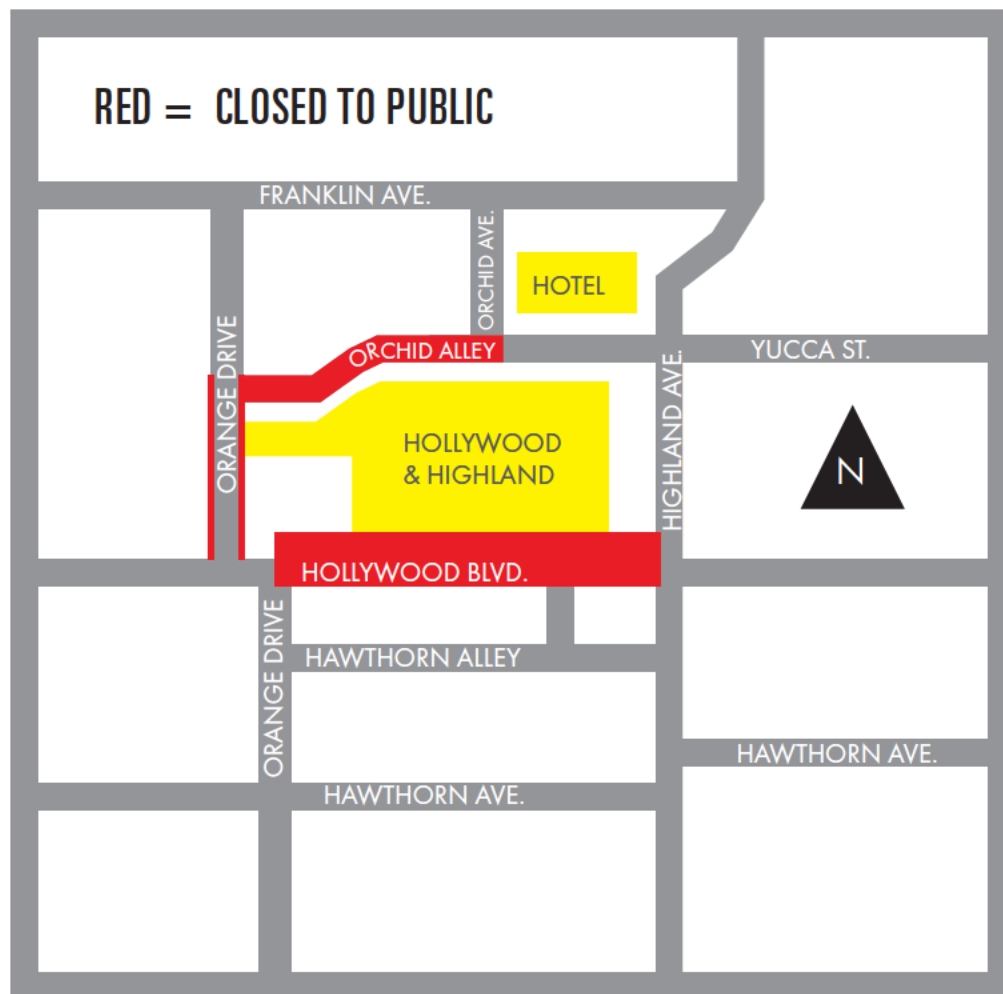 RED = CLOSED TO PUBLIC
FRANKLIN AVE.
ORCHID AVE.
HOTEL
ORANGE DRIVE
ORCHID ALLEY
YUCCA ST.
HIGHLAND AVE.
HOLLYWOOD
& HIGHLAND
N
HOLLYWOOD BLVD.
ORANGE DRIVE
HAWTHORN ALLEY
HAWTHORN AVE.
HAWTHORN AVE.